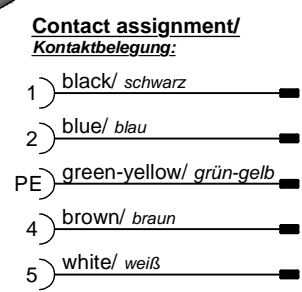 Contact assignment/
Kontaktbelegung:
1 black/ schwarz
2 blue/ blau
PE green-yellow/ grün-gelb
4 brown/ braun
5 white/ weiß